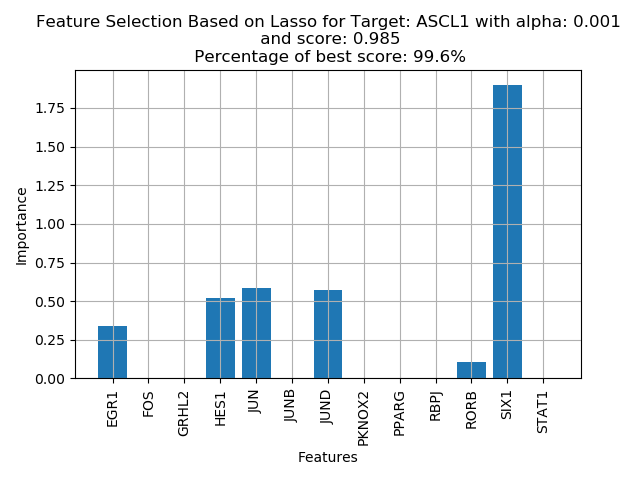 Feature Selection Based on Lasso for Target: ASCL1 with alpha: 0.001
and score: 0.985
Percentage of best score: 99.6%
Importance
1.75
1.50
1.25
1.00
0.75
0.50
0.25
0.00
EGR1
FOS
GRHL2
HES1
JUN
JUNB
JUND
PKNOX2
PPARG
RBPJ
RORB
SIX1
STAT1
Features